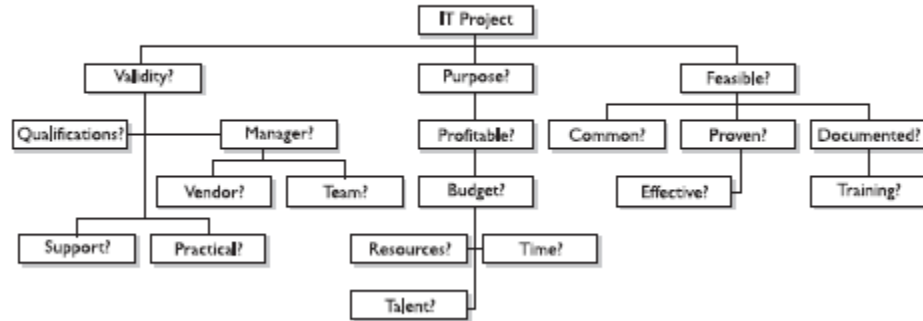 IT Project
Validity?
Purpose?
Feasible?
Qualifications?
Manager?
Profitable?
Common?
Proven?
Documented?
Vendor?
Team?
Budget?
Effective?
Training?
Support?
Practical?
Resources?
Time?
Talent?